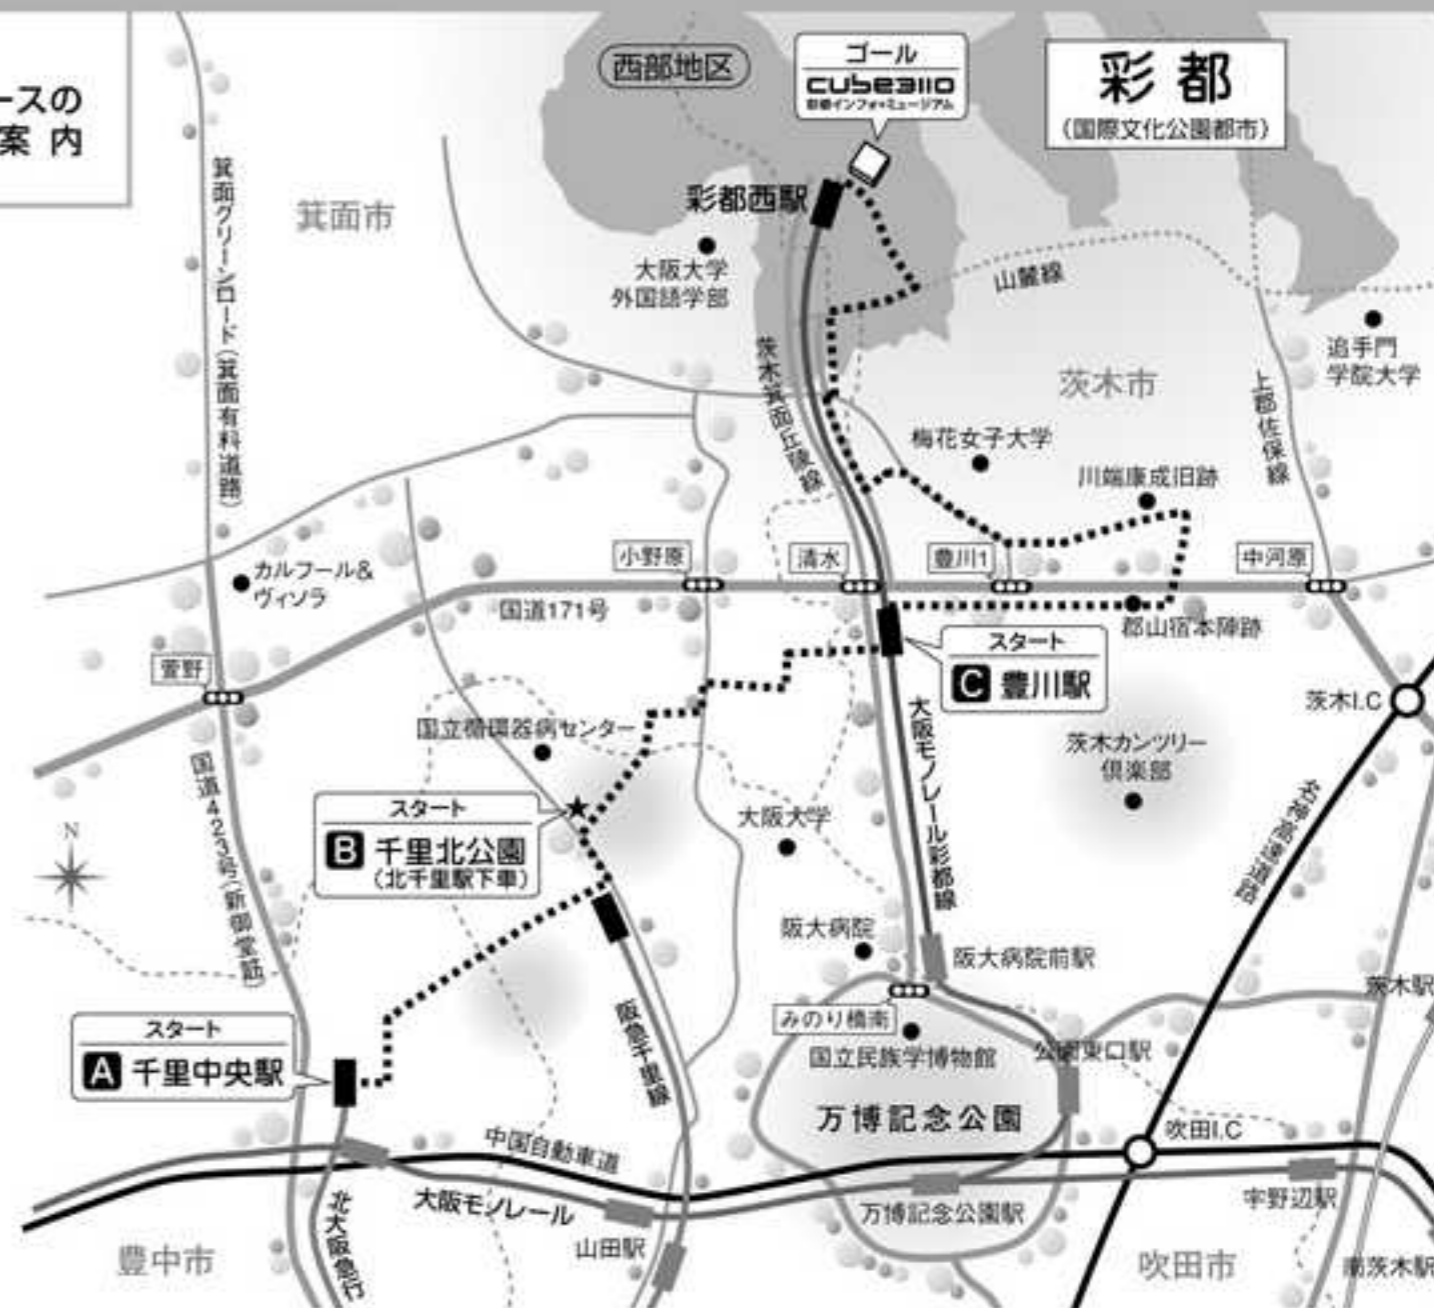 ースの
案 内
西部地区
ゴール
cube3110
彩都インフォ・ミュージアム
彩 都
(国際文化公園都市)
箕面グリーンロード(箕面有料道路)
箕面市
彩都西駅
大阪大学
外国語学部
山麓線
茨木箕面丘陵線
茨木市
上郡佐保線
追手門
学院大学
梅花女子大学
川端康成旧跡
小野原
清水
豊川1
中河原
カルフール&
ヴィソラ
国道171号
郡山宿本陣跡
スタート
C 豊川駅
萱野
国立循環器病センター
大阪モノレール彩都線
茨木カンツリー
倶楽部
茨木I.C
名神高速道路
国道423号(新御堂筋)
N
スタート
B 千里北公園
(北千里駅下車)
大阪大学
阪大病院
阪大病院前駅
茨木駅
スタート
A 千里中央駅
阪急千里線
みのり橋南
国立民族学博物館
公園東口駅
万博記念公園
吹田I.C
中国自動車道
大阪モノレール
北大阪急行
山田駅
万博記念公園駅
宇野辺駅
豊中市
吹田市
南茨木駅